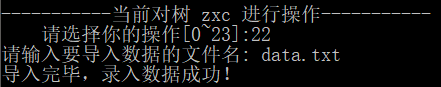 -----------当前对树 zxc 进行操作-----------
请选择你的操作[0~23]:22
请输入要导入数据的文件名: data.txt
导入完毕，录入数据成功！